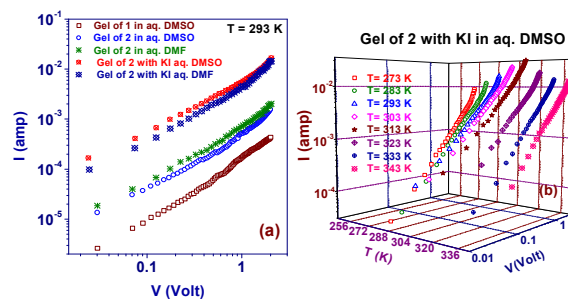 Gel of 1 in aq. DMSO
Gel of 2 in aq. DMSO
Gel of 2 in aq. DMF
Gel of 2 with KI in aq. DMSO
Gel of 2 with KI in aq. DMF
T = 293 K
10⁰
10⁻¹
10⁻²
10⁻³
10⁻⁴
10⁻⁵
I (amp)
(a)
0.1
1
V (Volt)
Gel of 2 with KI in aq. DMSO
T= 273 K
T= 283 K
T= 293 K
T= 303 K
T= 313 K
T= 323 K
T= 333 K
T= 343 K
10⁻²
10⁻³
10⁻⁴
I (amp)
(b)
256
272
288
304
320
336
T (K)
0.01
0.1
1
V(Volt)